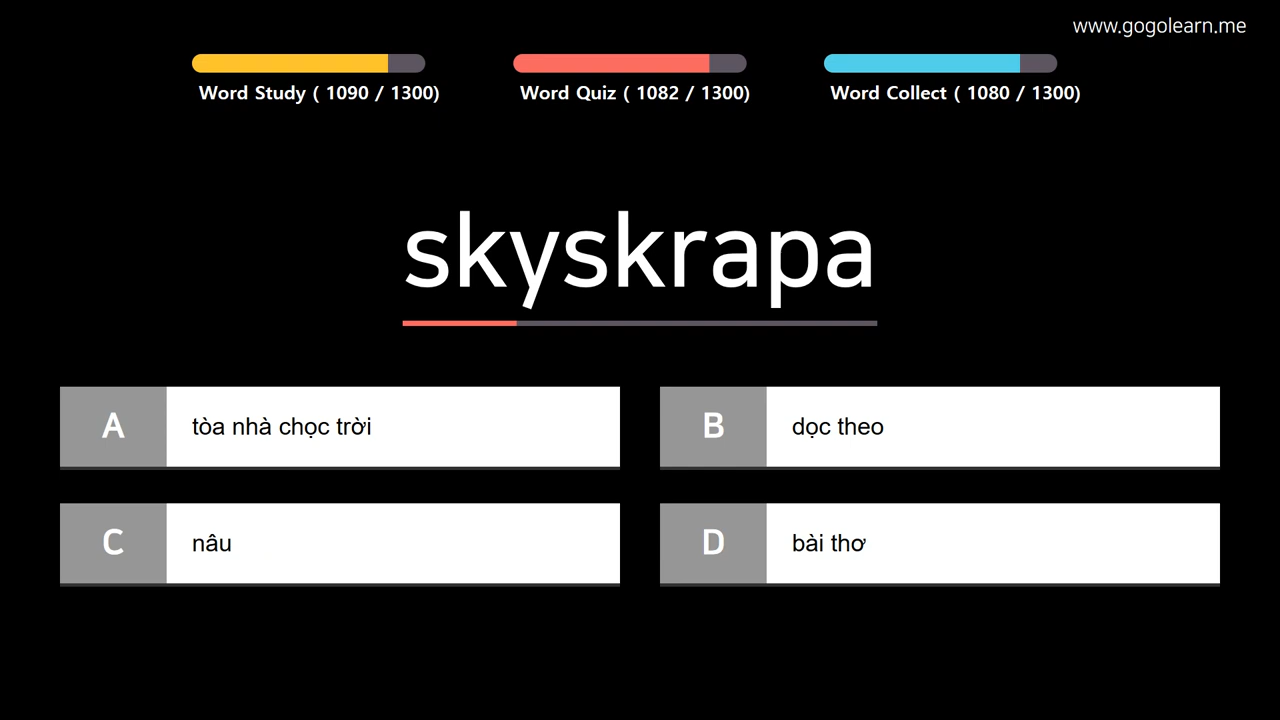 www.gogolearn.me
Word Study ( 1090 / 1300)
Word Quiz ( 1082 / 1300)
Word Collect ( 1080 / 1300)
skyskrapa
A tòa nhà chọc trời
B dọc theo
C nâu
D bài thơ